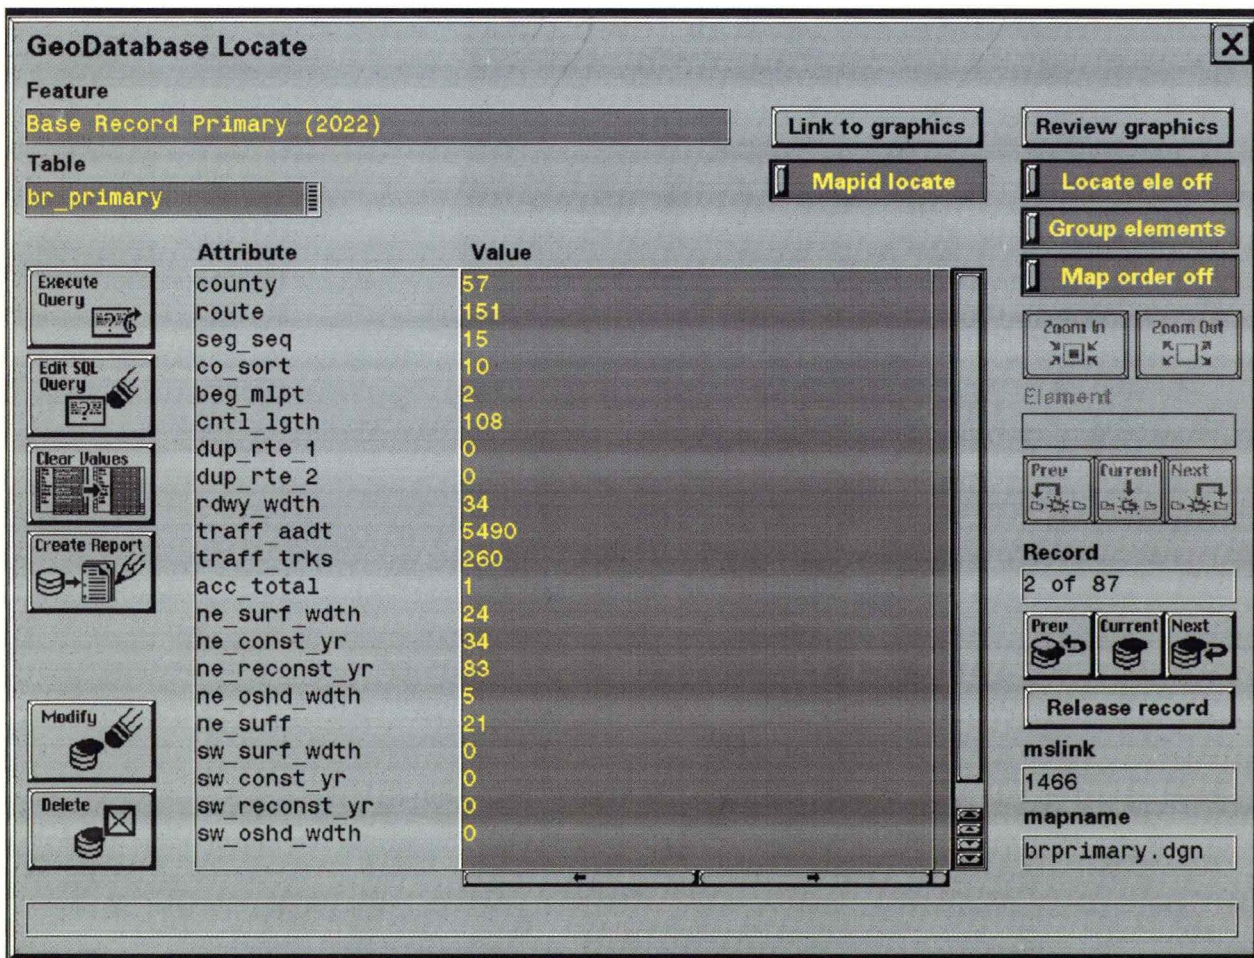 GeoDatabase Locate
X
Feature
Base Record Primary (2022)
Link to graphics
Review graphics
Table
br_primary
Mapid locate
Locate ele off
Group elements
Map order off
Attribute Value
county 57
route 151
seg_seq 15
co_sort 10
beg_mlpt 2
cntl_lgth 108
dup_rte_1 0
dup_rte_2 0
rdwy_wdth 34
traff_aadt 5490
traff_trks 260
acc_total 1
ne_surf_wdth 24
ne_const_yr 34
ne_reconst_yr 83
ne_oshd_wdth 5
ne_suff 21
sw_surf_wdth 0
sw_const_yr 0
sw_reconst_yr 0
sw_oshd_wdth 0
Execute
Query
Edit SQL
Query
Clear Values
Create Report
Modify
Delete
Zoom In Zoom Out
Element
Prev Current Next
Record
2 of 87
Prev Current Next
Release record
mslink
1466
mapname
brprimary.dgn